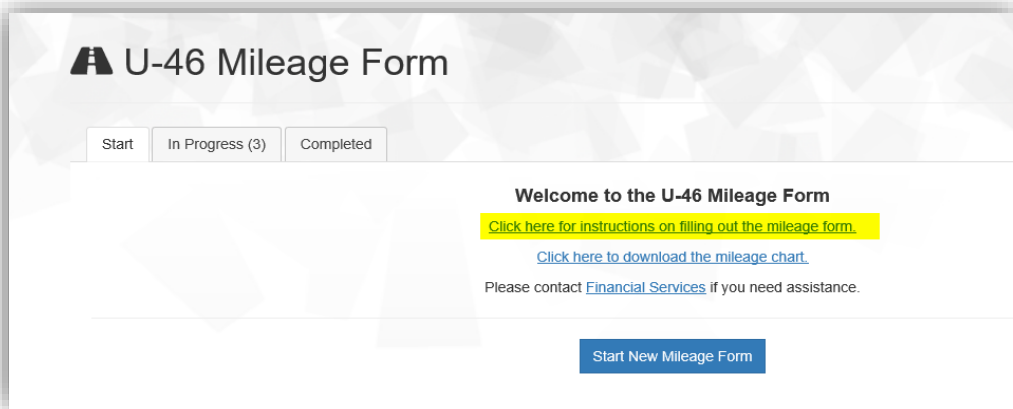 U-46 Mileage Form
Start In Progress (3) Completed
Welcome to the U-46 Mileage Form
Click here for instructions on filling out the mileage form.
Click here to download the mileage chart.
Please contact Financial Services if you need assistance.
Start New Mileage Form